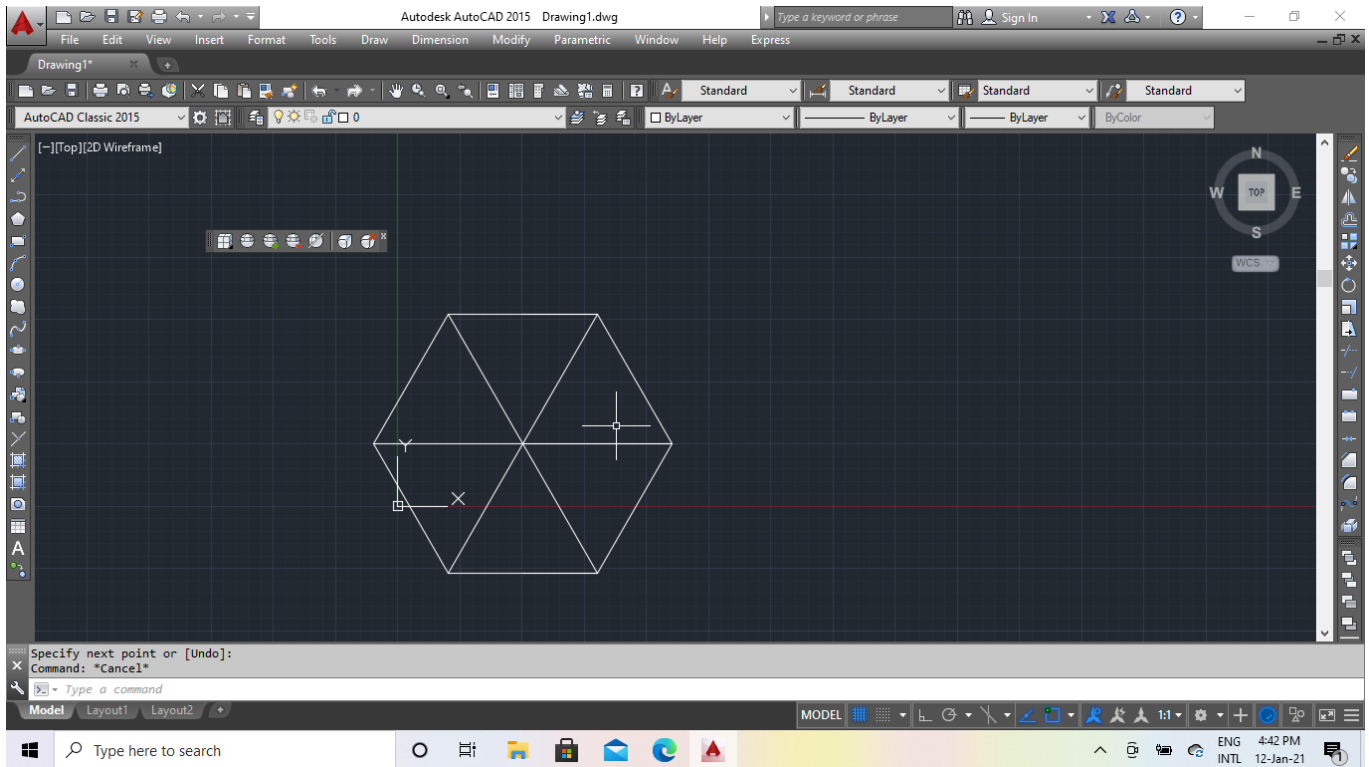 Autodesk AutoCAD 2015 Drawing1.dwg Type a keyword or phrase Sign In
File Edit View Insert Format Tools Draw Dimension Modify Parametric Window Help Express
Drawing1*
Standard Standard Standard Standard
AutoCAD Classic 2015 0 ByLayer ByLayer ByLayer ByColor
[−][Top][2D Wireframe]
N
W TOP E
S
WCS
Y
X
A
Specify next point or [Undo]:
Command: *Cancel*
Type a command
Model Layout1 Layout2 + MODEL 1:1
Type here to search ENG 4:42 PM
INTL 12-Jan-21 1